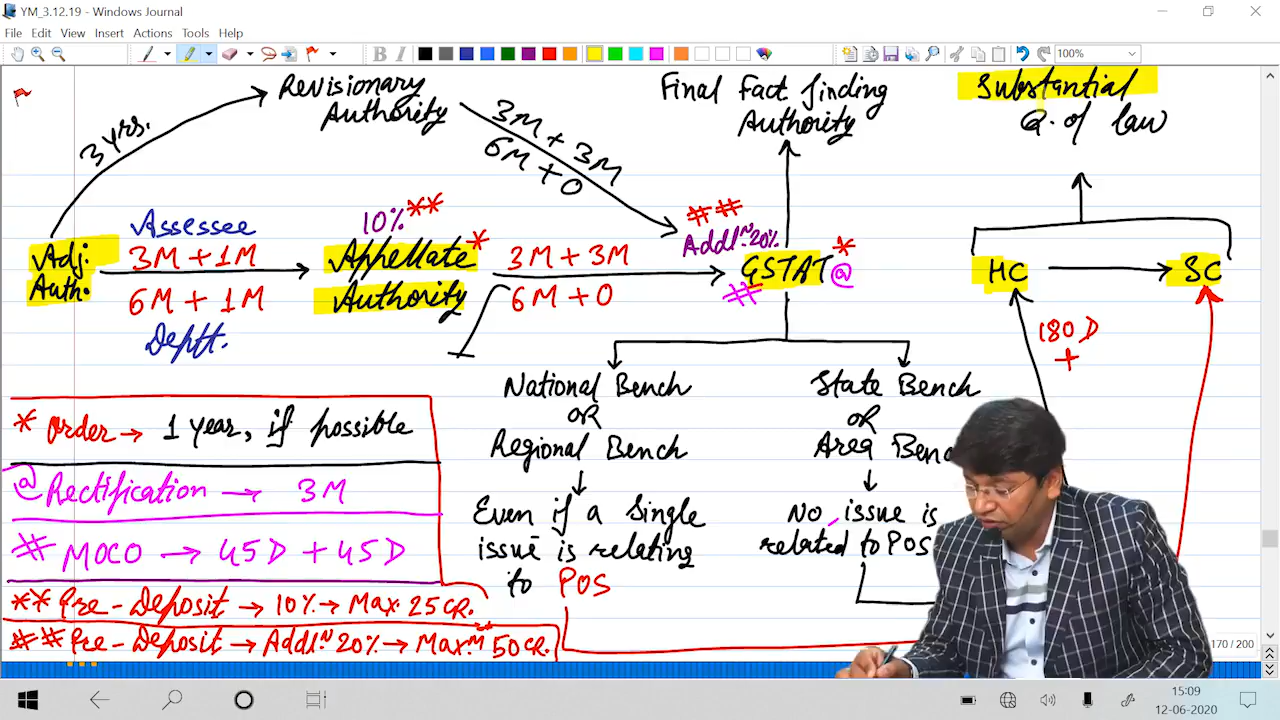 YM_3.12.19 - Windows Journal
File Edit View Insert Actions Tools Help
100%
Revisionary
Authority
Final Fact finding
Authority
Substantial
Q. of law
3 yrs.
3M + 3M
6M + 0
Assessee
3M + 1M
6M + 1M
Deptt.
Adj.
Auth.
10% **
Appellate *
Authority
3M + 3M
6M + 0
# #
Addl.N 20%
GSTAT *
@
#
HC
SC
180 D
+
National Bench
OR
Regional Bench
Even if a single
issue is relating
to POS
State Bench
OR
Area Ben
No issue is
related to POS
* Order → 1 year, if possible
@ Rectification → 3M
# MOCO → 45D + 45D
** Pre-Deposit → 10% → Max. 25 CR.
## Pre-Deposit → Addl.N 20% → Max.M 50 CR.
170 / 200
15:09
12-06-2020